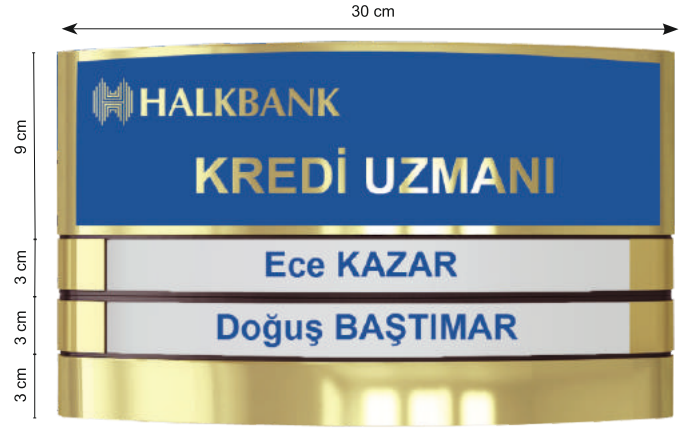 30 cm
9 cm
HALKBANK
KREDİ UZMANI
3 cm
Ece KAZAR
3 cm
Doğuş BAŞTIMAR
3 cm